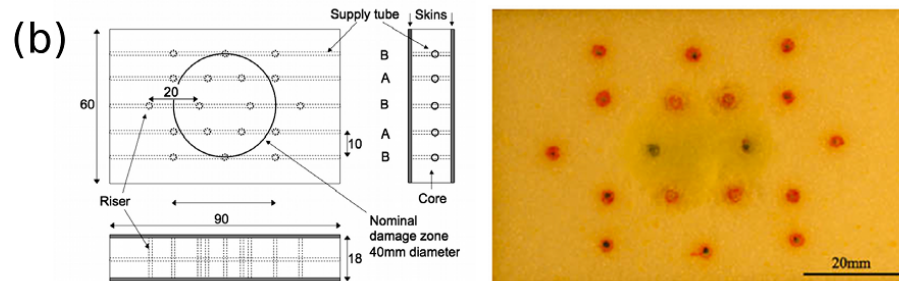 (b)
Supply tube
Skins
B
A
B
A
B
60
20
10
Riser
90
Nominal
damage zone
40mm diameter
Core
18
20mm